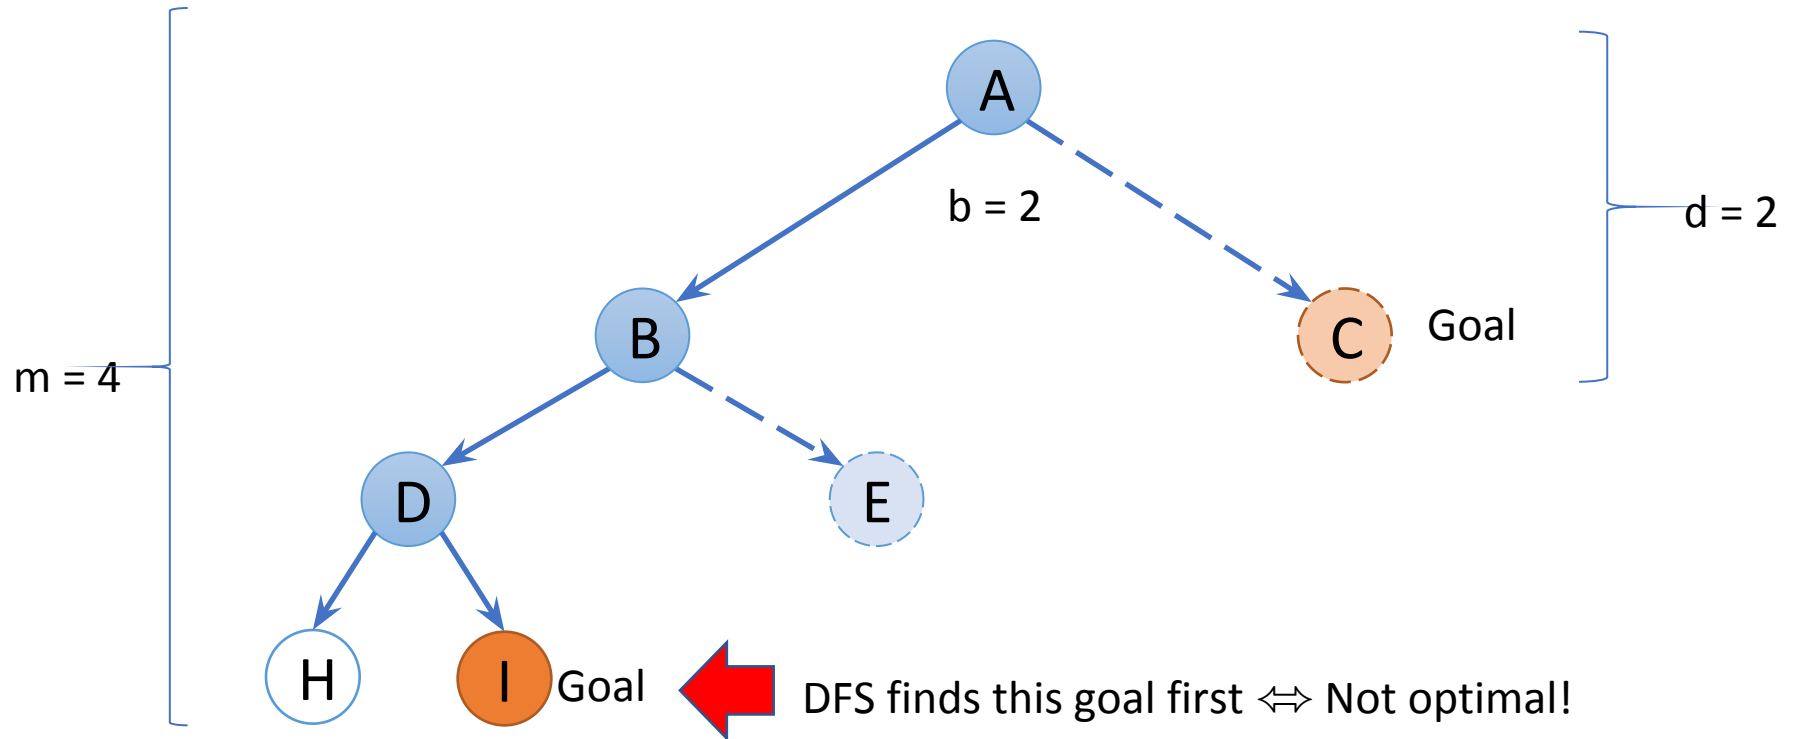 A
b = 2
d = 2
B
C
Goal
m = 4
D
E
H
I
Goal
DFS finds this goal first ⇔ Not optimal!